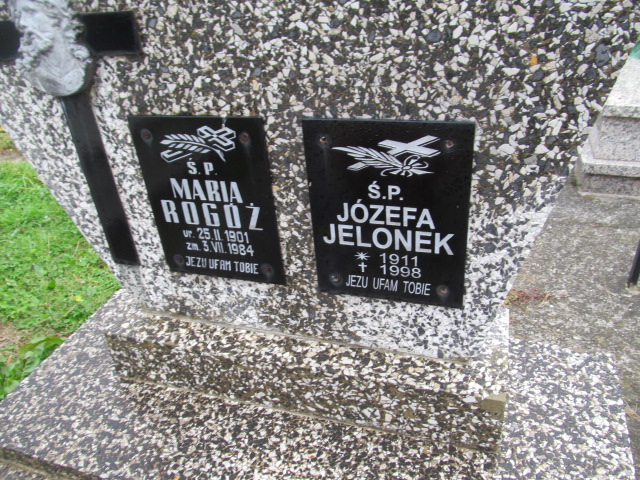 Ś.P.
MARIA
ROGÓŻ
ur. 25.II.1901
zm. 3.VII.1984
JEZU UFAM TOBIE
Ś.P.
JÓZEFA
JELONEK
* 1911
✝ 1998
JEZU UFAM TOBIE